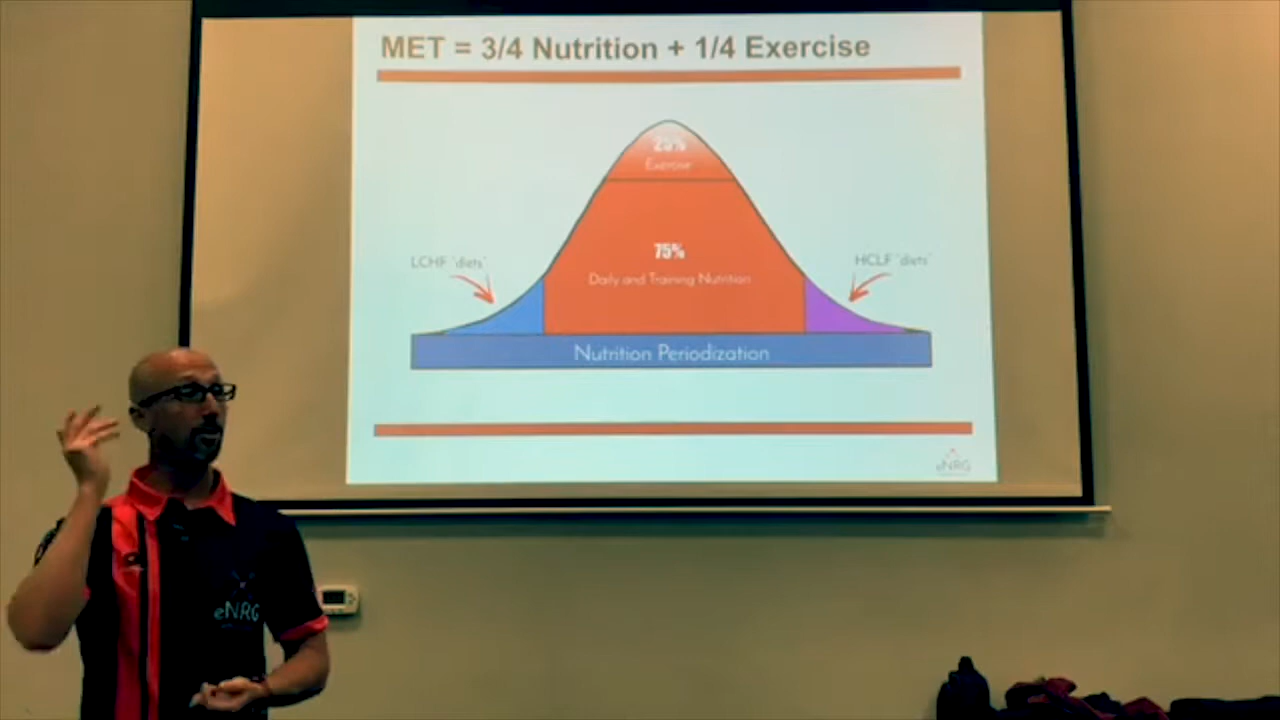 MET = 3/4 Nutrition + 1/4 Exercise
25%
Exercise
75%
Daily and Training Nutrition
LCHF 'diets'
HCLF 'diets'
Nutrition Periodization
eNRG
eNRG